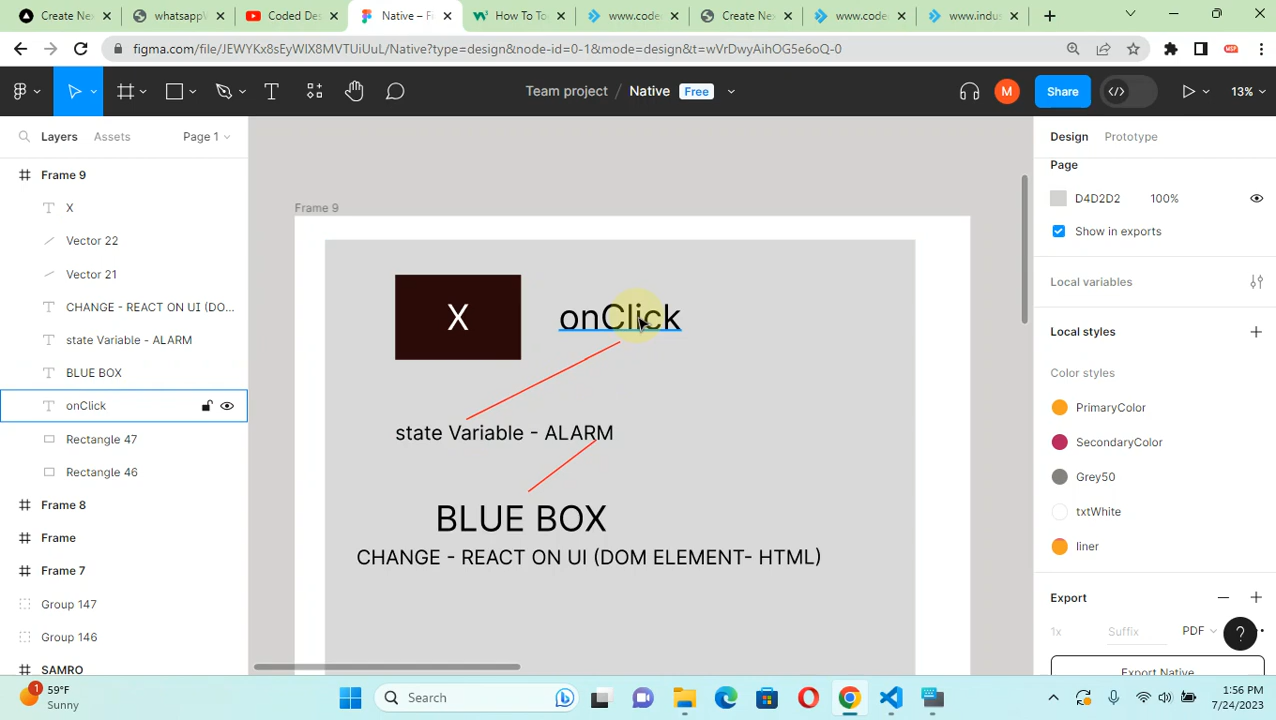 Create Nex
whatsappV
Coded Des
Native – F
How To To
www.code
Create Nex
www.code
www.indus
figma.com/file/JEWYKx8sEyWIX8MVTUiUuL/Native?type=design&node-id=0-1&mode=design&t=wVrDwyAihOG5e6oQ-0
Team project / Native Free
M
Share
13%
Layers Assets Page 1
Frame 9
X
Vector 22
Vector 21
CHANGE - REACT ON UI (DO...
state Variable - ALARM
BLUE BOX
onClick
Rectangle 47
Rectangle 46
Frame 8
Frame
Frame 7
Group 147
Group 146
SAMRO
Frame 9
X onClick
state Variable - ALARM
BLUE BOX
CHANGE - REACT ON UI (DOM ELEMENT- HTML)
Design Prototype
Page
D4D2D2 100%
Show in exports
Local variables
Local styles
Color styles
PrimaryColor
SecondaryColor
Grey50
txtWhite
liner
Export
1x Suffix PDF
Export Native
?
1
59°F
Sunny
Search
1:56 PM
7/24/2023